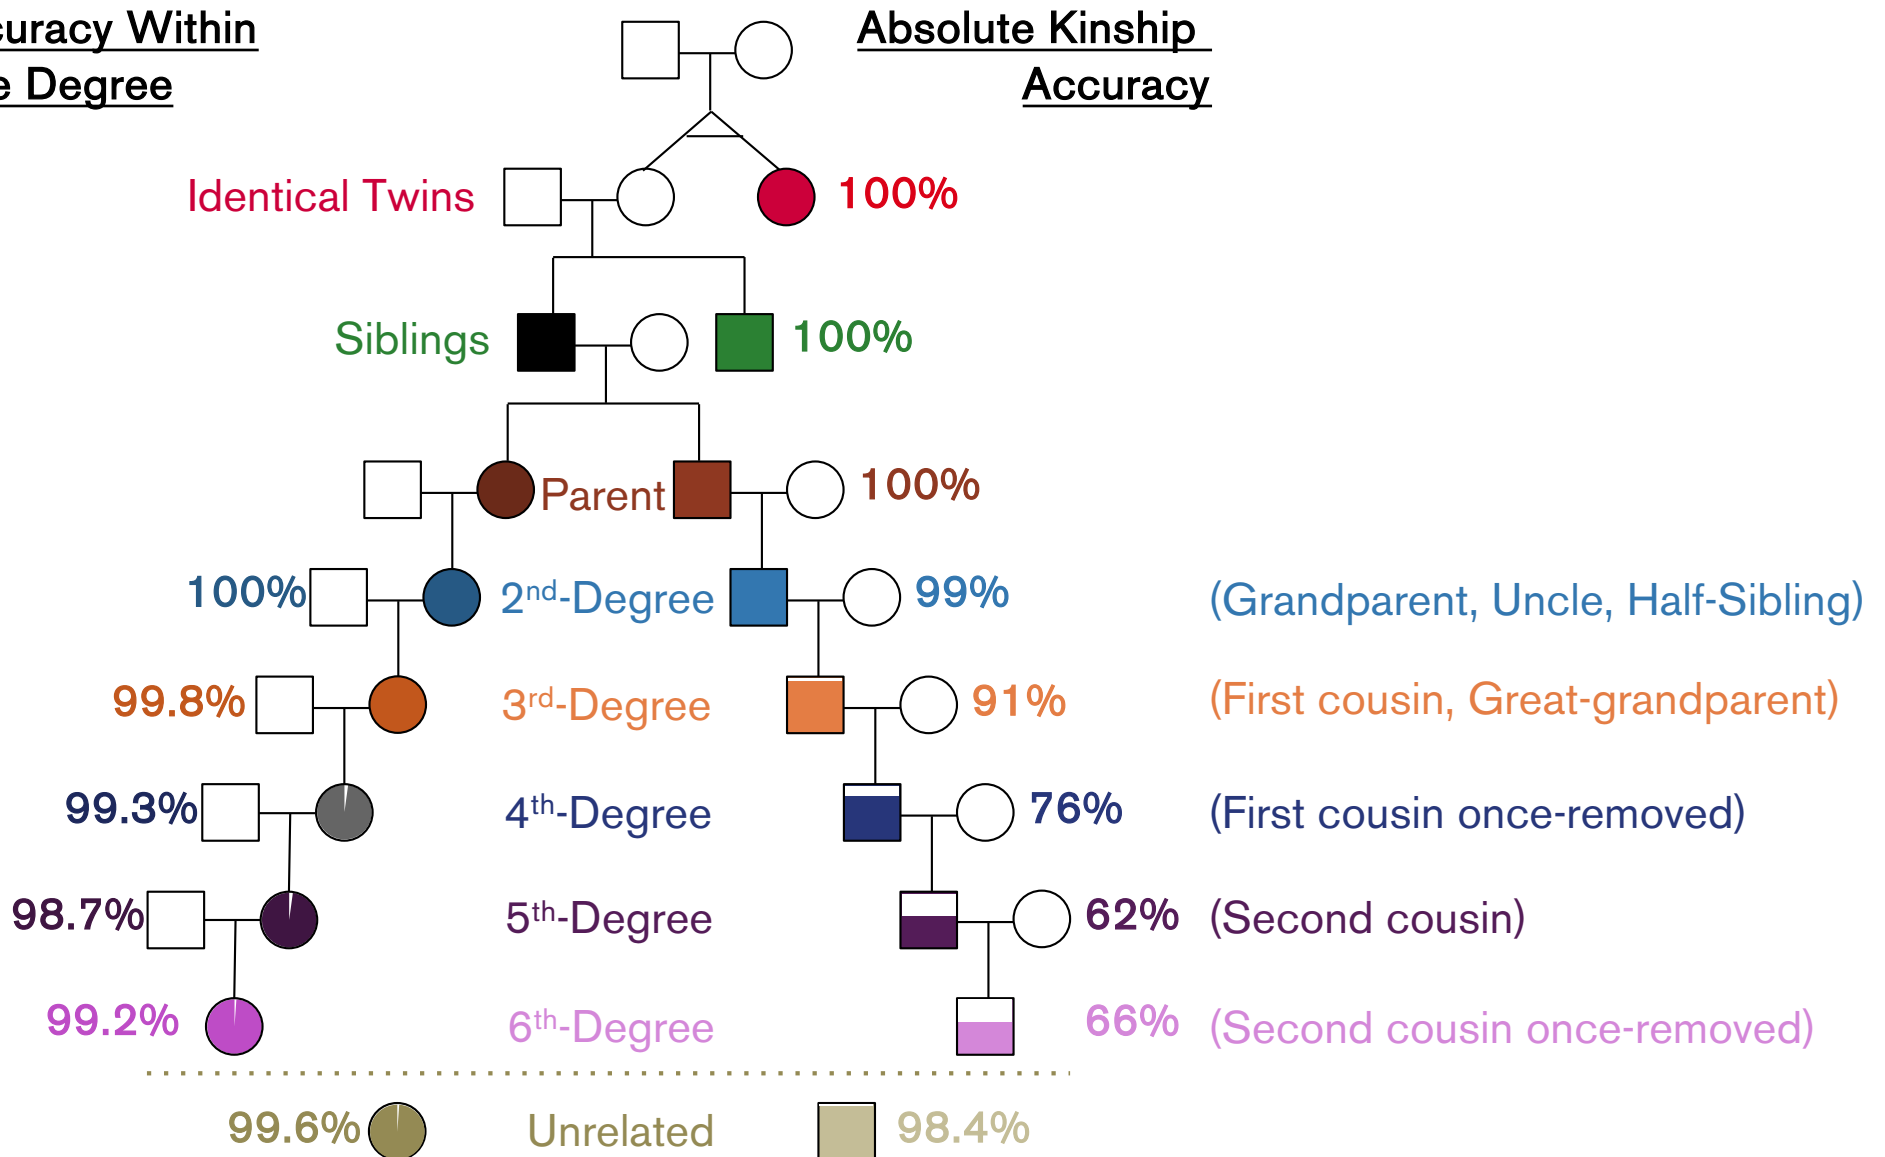 curacy Within
e Degree
Absolute Kinship
Accuracy
Identical Twins 100%
Siblings 100%
Parent 100%
100% 2nd-Degree 99% (Grandparent, Uncle, Half-Sibling)
99.8% 3rd-Degree 91% (First cousin, Great-grandparent)
99.3% 4th-Degree 76% (First cousin once-removed)
98.7% 5th-Degree 62% (Second cousin)
99.2% 6th-Degree 66% (Second cousin once-removed)
99.6% Unrelated 98.4%